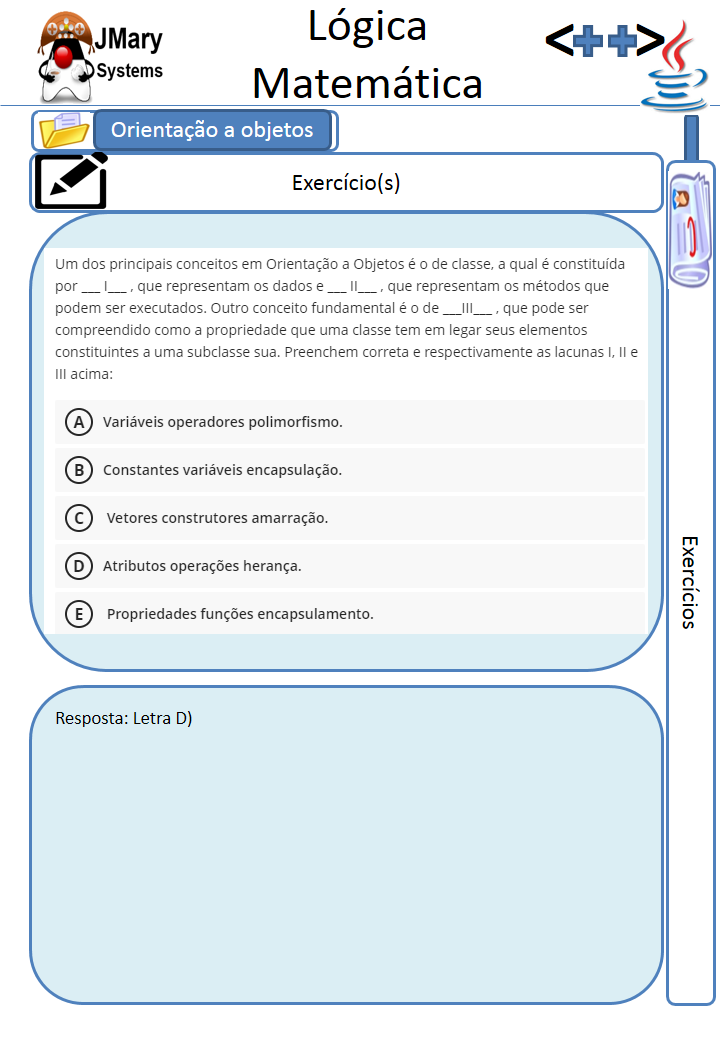 JMary
Systems
Lógica
Matemática
<++>
Orientação a objetos
Exercício(s)
Um dos principais conceitos em Orientação a Objetos é o de classe, a qual é constituída
por ___ I___ , que representam os dados e ___ II___ , que representam os métodos que
podem ser executados. Outro conceito fundamental é o de ___III___ , que pode ser
compreendido como a propriedade que uma classe tem em legar seus elementos
constituintes a uma subclasse sua. Preenchem correta e respectivamente as lacunas I, II e
III acima:
A Variáveis operadores polimorfismo.
B Constantes variáveis encapsulação.
C Vetores construtores amarração.
D Atributos operações herança.
E Propriedades funções encapsulamento.
Resposta: Letra D)
Exercícios